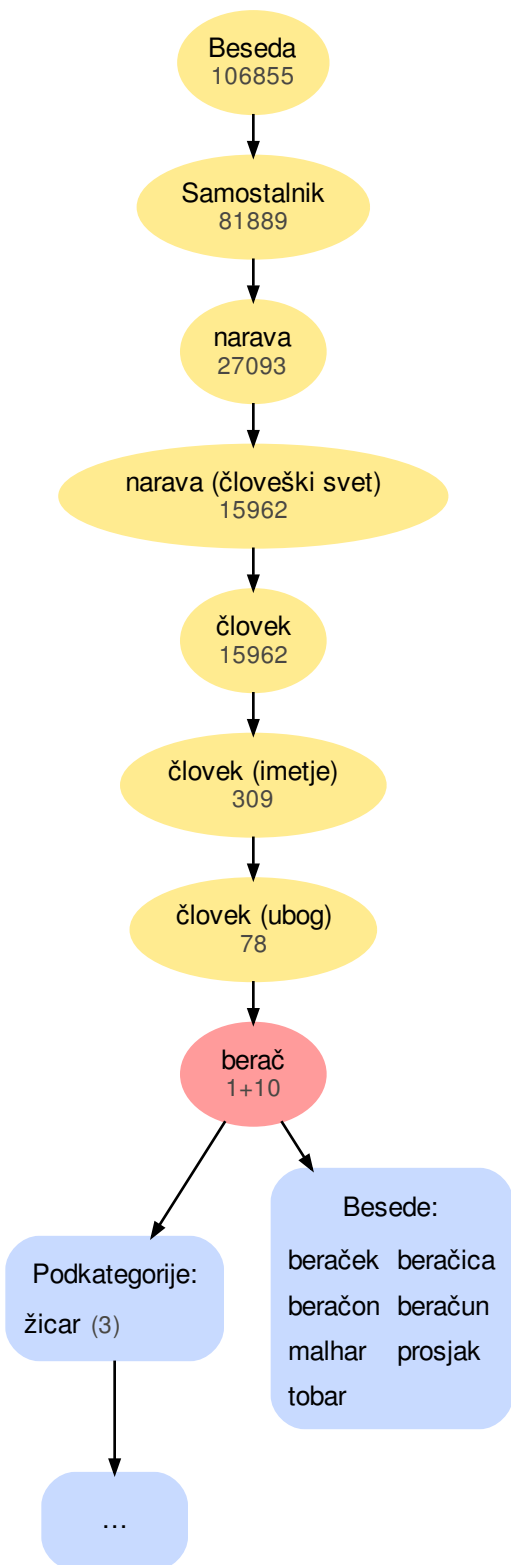 Beseda
106855
Samostalnik
81889
narava
27093
narava (človeški svet)
15962
človek
15962
človek (imetje)
309
človek (ubog)
78
berač
1+10
Podkategorije:
žicar (3)
...
Besede:
beraček beračica
beračon beračun
malhar prosjak
tobar